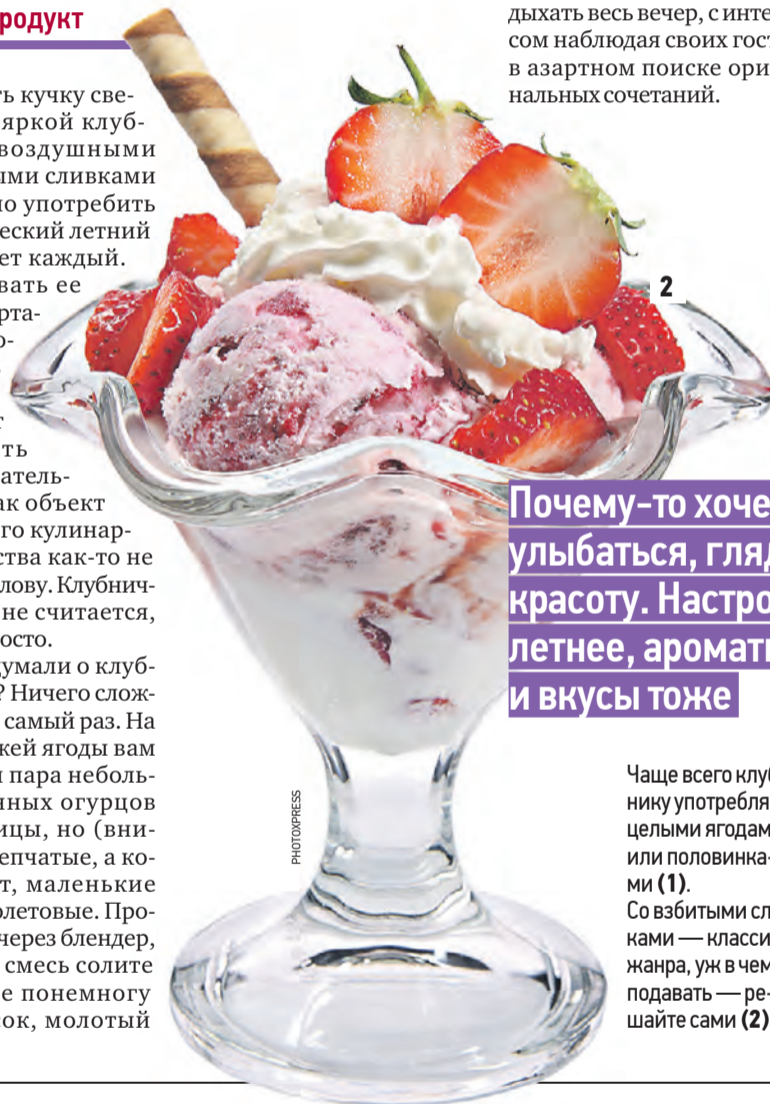 родукт
ть кучку све-
яркой клуб-
воздушными
ыми сливками
о употребить
еский летний
ет каждый.
вать ее
рта-
о-
т
ть
атель-
ак объект
го кулинар-
ства как-то не
лову. Клубнич-
не считается,
осто.
думали о клуб-
? Ничего слож-
самый раз. На
жей ягоды вам
и пара неболь-
ных огурцов
ицы, но (вни-
епчатые, а ко-
т, маленькие
олетовые. Про-
через блендер,
смесь солите
е понемногу
сок, молотый
дыхать весь вечер, с инте
сом наблюдая своих гост
в азартном поиске ори
нальных сочетаний.
2
Почему-то хоче
улыбаться, гляд
красоту. Настро
летнее, аромат
и вкусы тоже
PHOTOXPRESS
Чаще всего клуб
нику употребля
целыми ягодам
или половинка-
ми (1).
Со взбитыми сл
ками — класси
жанра, уж в чем
подавать — ре-
шайте сами (2)